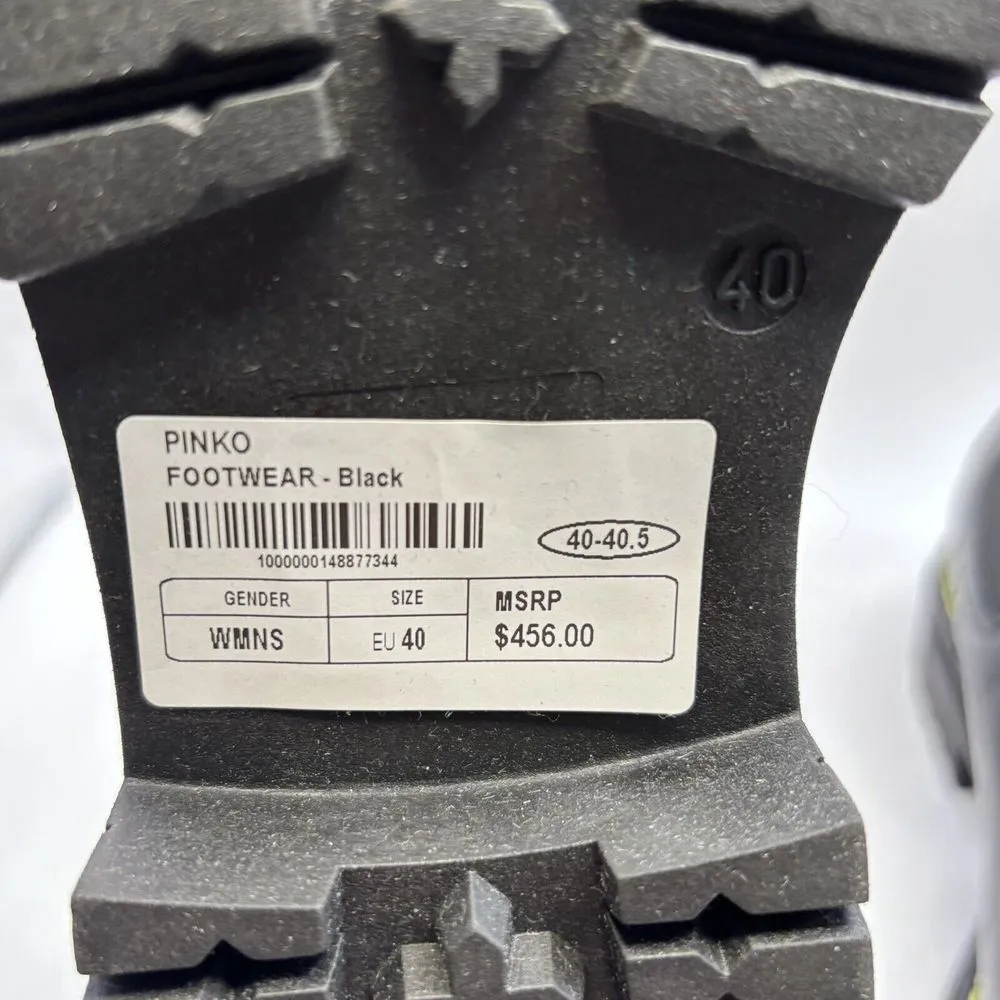 40
PINKO
FOOTWEAR - Black
1000000148877344
40-40.5
GENDER SIZE MSRP
WMNS EU 40 $456.00